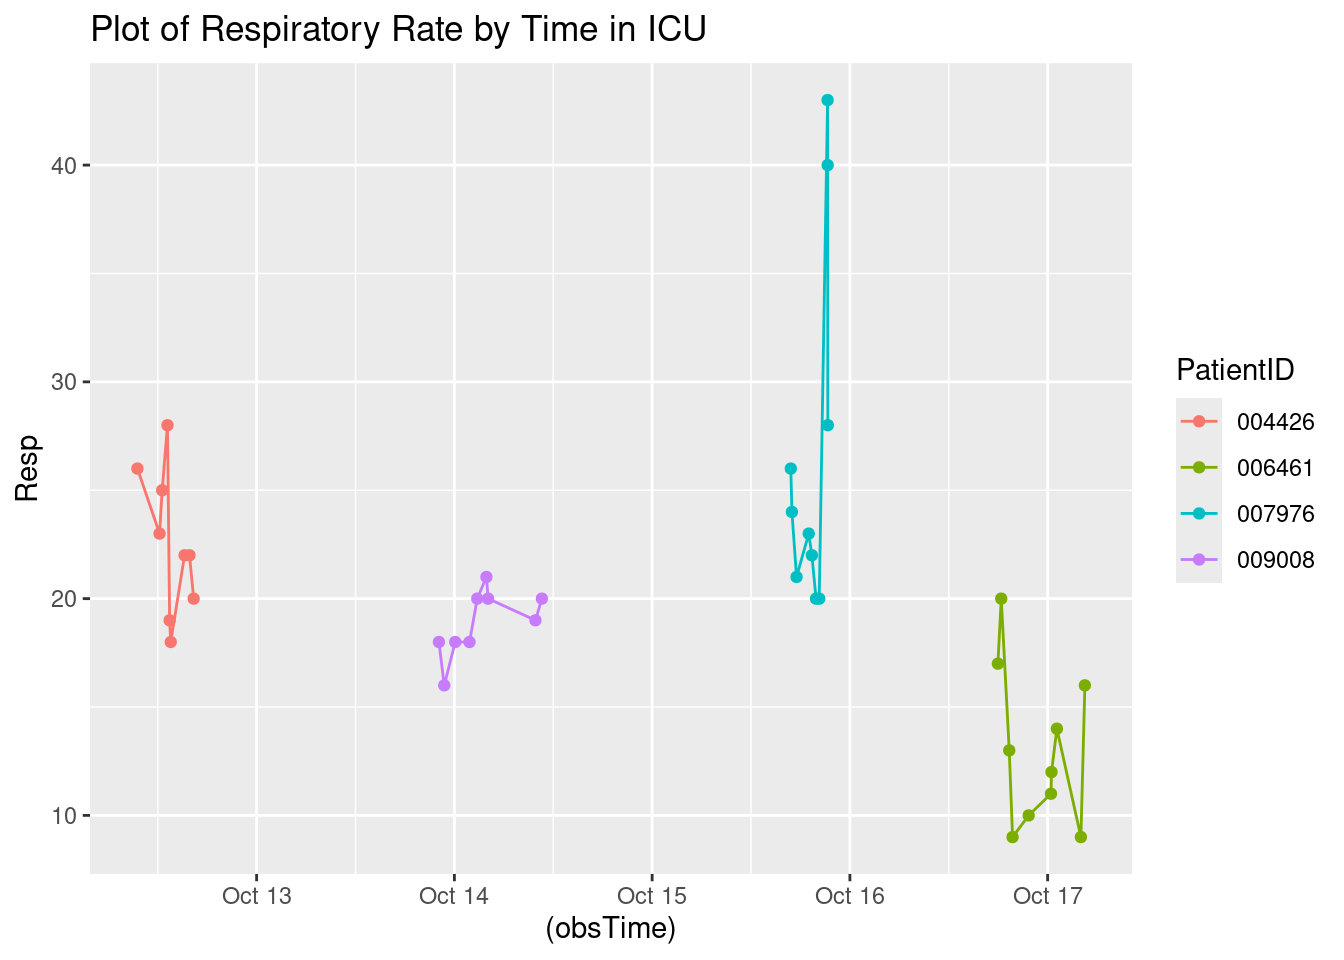 Plot of Respiratory Rate by Time in ICU
40
30
20
10
Resp
Oct 13
Oct 14
Oct 15
Oct 16
Oct 17
(obsTime)
PatientID
004426
006461
007976
009008